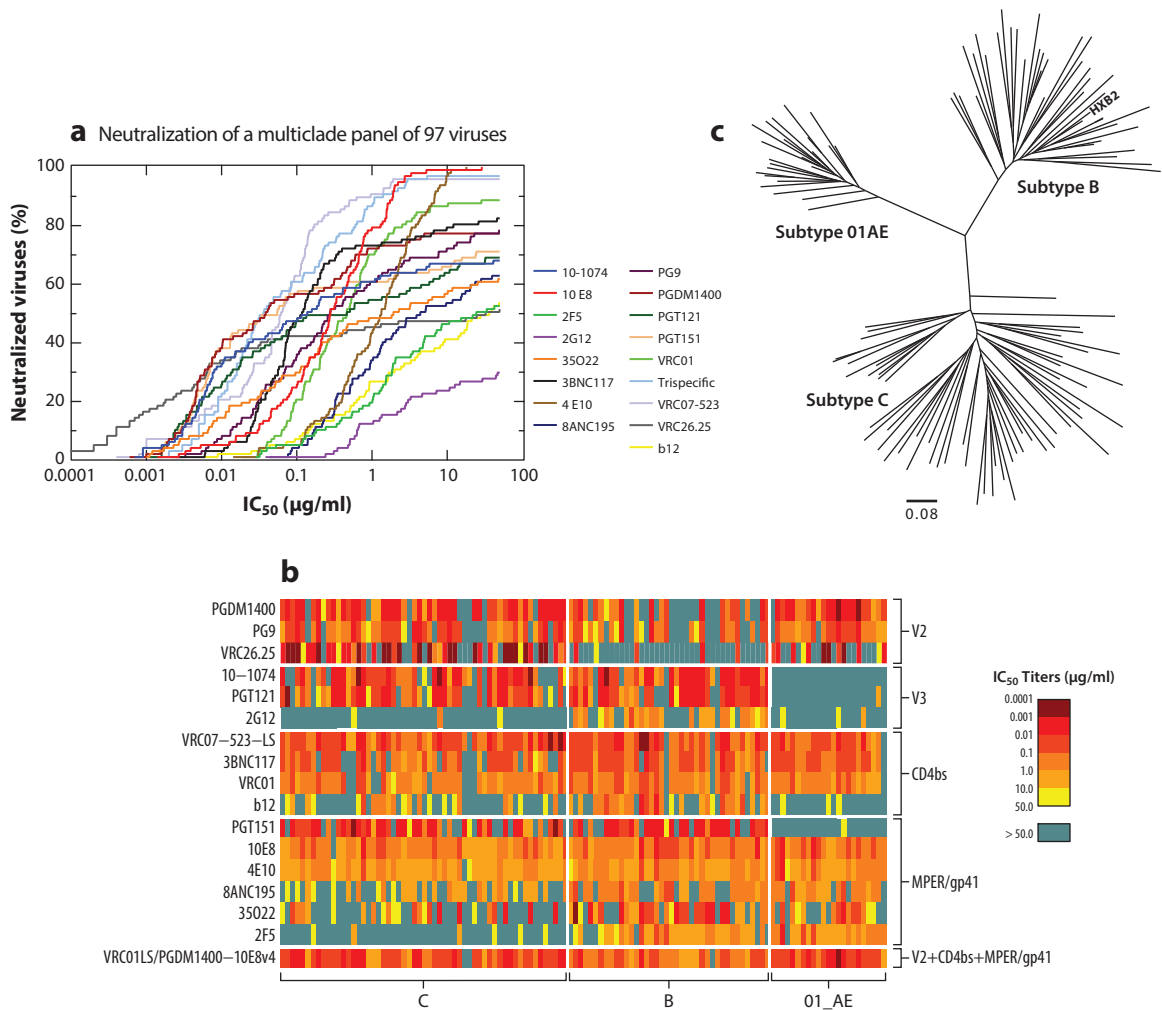 a Neutralization of a multiclade panel of 97 viruses
100
80
60
40
20
0
Neutralized viruses (%)
0.0001
0.001
0.01
0.1
1
10
100
IC50 (µg/ml)
10-1074
10 E8
2F5
2G12
35O22
3BNC117
4 E10
8ANC195
PG9
PGDM1400
PGT121
PGT151
VRC01
Trispecific
VRC07-523
VRC26.25
b12
c
HXB2
Subtype B
Subtype 01AE
Subtype C
0.08
b
PGDM1400
PG9
VRC26.25
10−1074
PGT121
2G12
VRC07−523−LS
3BNC117
VRC01
b12
PGT151
10E8
4E10
8ANC195
35O22
2F5
VRC01LS/PGDM1400−10E8v4
V2
V3
CD4bs
MPER/gp41
V2+CD4bs+MPER/gp41
C
B
01_AE
IC50 Titers (µg/ml)
0.0001
0.001
0.01
0.1
1.0
10.0
50.0
> 50.0